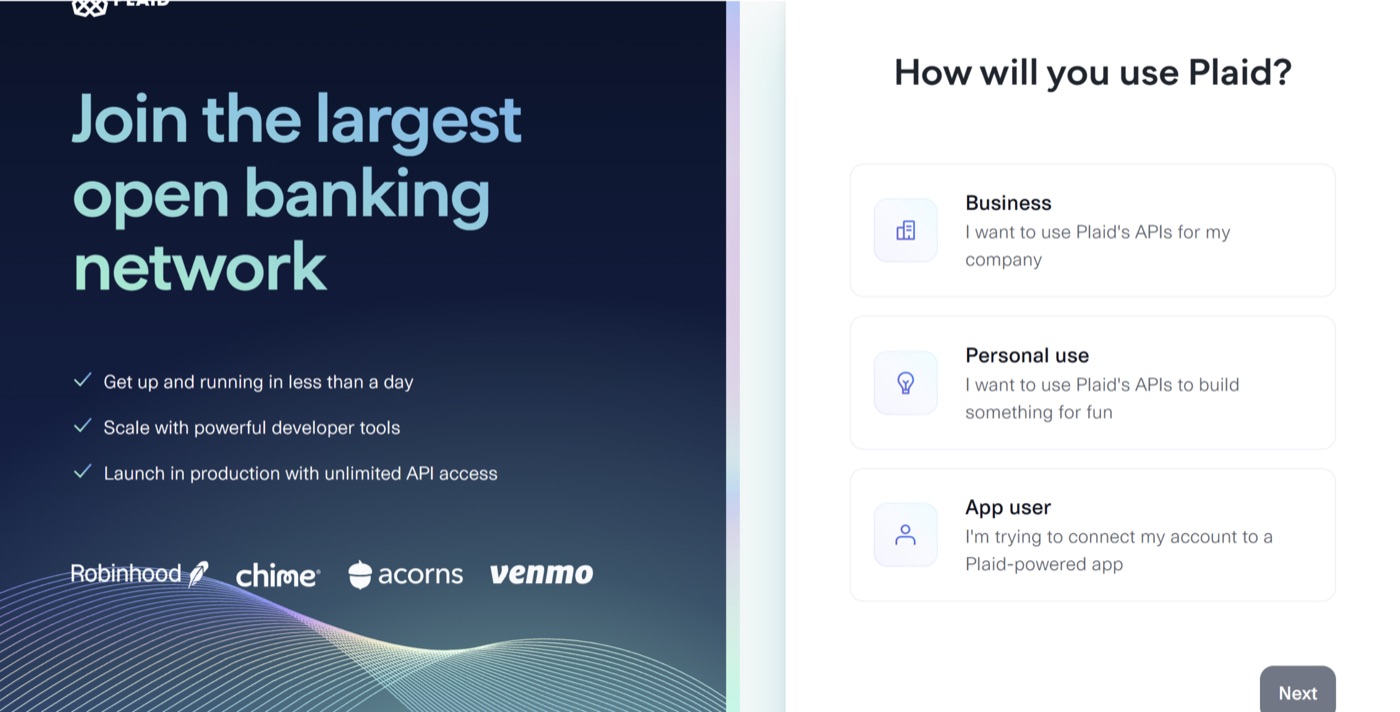 PLAID
Join the largest
open banking
network
Get up and running in less than a day
Scale with powerful developer tools
Launch in production with unlimited API access
Robinhood chime acorns venmo
How will you use Plaid?
Business
I want to use Plaid's APIs for my
company
Personal use
I want to use Plaid's APIs to build
something for fun
App user
I'm trying to connect my account to a
Plaid-powered app
Next